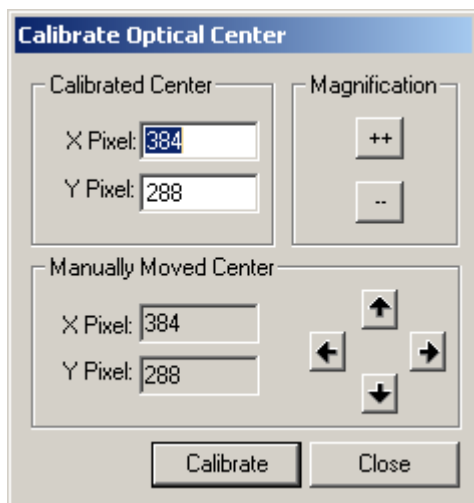 Calibrate Optical Center
Calibrated Center
Magnification
X Pixel: 384
++
Y Pixel: 288
--
Manually Moved Center
X Pixel: 384
Y Pixel: 288
Calibrate
Close